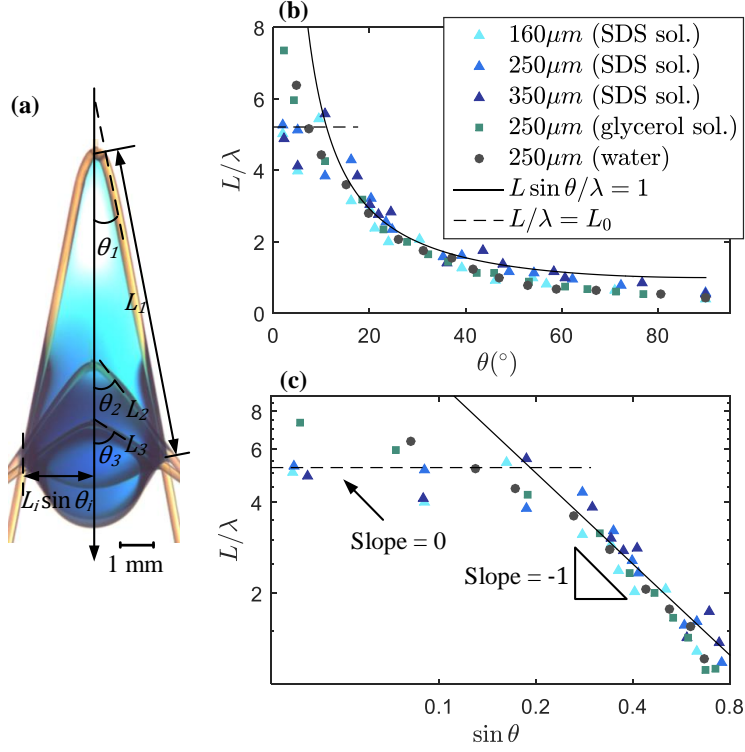 (a)
θ1
L1
θ2
L2
θ3
L3
Li sin θi
1 mm
(b)
8
6
4
2
0
L/λ
0
20
40
60
80
θ(°)
160μm (SDS sol.)
250μm (SDS sol.)
350μm (SDS sol.)
250μm (glycerol sol.)
250μm (water)
L sin θ/λ = 1
L/λ = L0
(c)
8
6
4
2
L/λ
Slope = 0
Slope = -1
0.1
0.2
0.4
0.8
sin θ